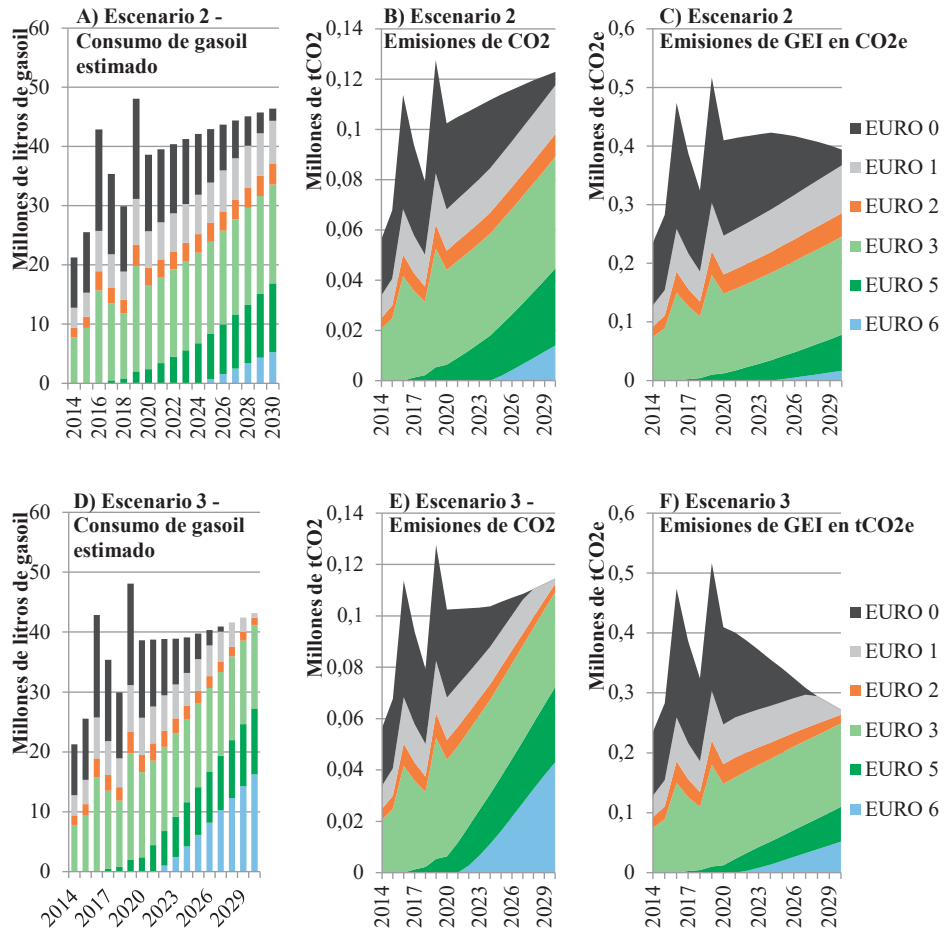 A) Escenario 2 -
Consumo de gasoil
estimado
Millones de litros de gasoil
60
50
40
30
20
10
0
2014
2016
2018
2020
2022
2024
2026
2028
2030
B) Escenario 2
Emisiones de CO2
Millones de tCO2
0,14
0,12
0,1
0,08
0,06
0,04
0,02
0
2014
2017
2020
2023
2026
2029
C) Escenario 2
Emisiones de GEI en CO2e
Millones de tCO2e
0,6
0,5
0,4
0,3
0,2
0,1
0
2014
2017
2020
2023
2026
2029
EURO 0
EURO 1
EURO 2
EURO 3
EURO 5
EURO 6
D) Escenario 3 -
Consumo de gasoil
estimado
Millones de litros de gasoil
60
50
40
30
20
10
0
2014
2017
2020
2023
2026
2029
E) Escenario 3 -
Emisiones de CO2
Millones de tCO2
0,14
0,12
0,1
0,08
0,06
0,04
0,02
0
2014
2017
2020
2023
2026
2029
F) Escenario 3
Emisiones de GEI en tCO2e
Millones de tCO2e
0,6
0,5
0,4
0,3
0,2
0,1
0
2014
2017
2020
2023
2026
2029
EURO 0
EURO 1
EURO 2
EURO 3
EURO 5
EURO 6